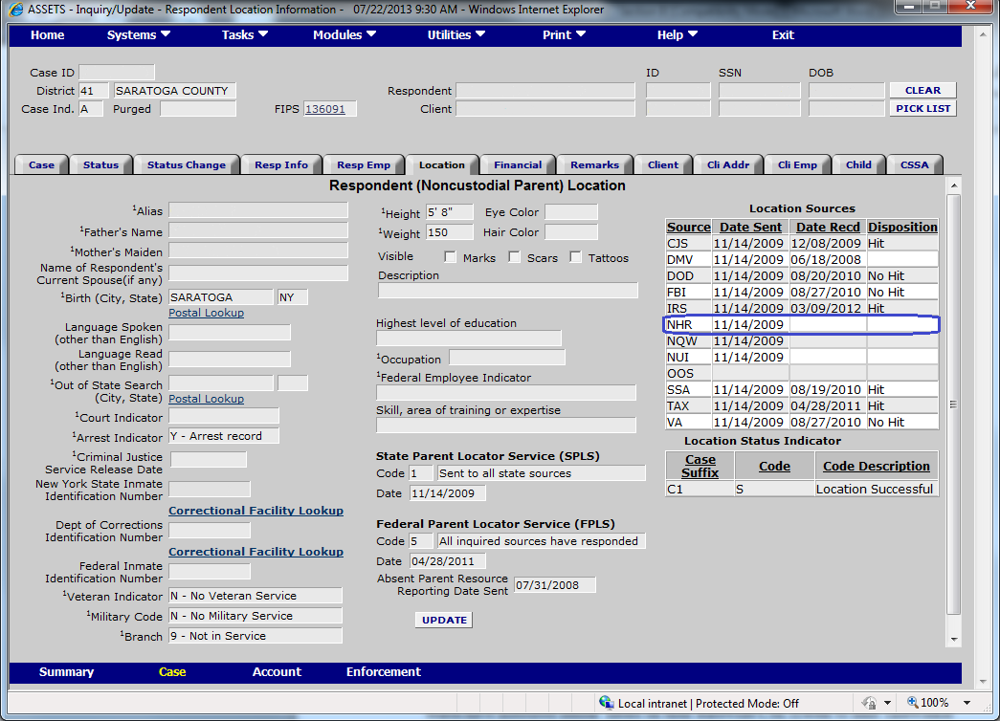 ASSETS - Inquiry/Update - Respondent Location Information - 07/22/2013 9:30 AM - Windows Internet Explorer
Home Systems Tasks Modules Utilities Print Help Exit
Case ID ID SSN DOB
District 41 SARATOGA COUNTY Respondent CLEAR
Case Ind. A Purged FIPS 136091 Client PICK LIST
Case Status Status Change Resp Info Resp Emp Location Financial Remarks Client Cli Addr Cli Emp Child CSSA
Respondent (Noncustodial Parent) Location
1Alias
1Father's Name
1Mother's Maiden
Name of Respondent's
Current Spouse(if any)
1Birth (City, State) SARATOGA NY
Postal Lookup
Language Spoken
(other than English)
Language Read
(other than English)
1Out of State Search
(City, State) Postal Lookup
1Court Indicator
1Arrest Indicator Y - Arrest record
1Criminal Justice
Service Release Date
New York State Inmate
Identification Number
Correctional Facility Lookup
Dept of Corrections
Identification Number
Correctional Facility Lookup
Federal Inmate
Identification Number
1Veteran Indicator N - No Veteran Service
1Military Code N - No Military Service
1Branch 9 - Not in Service
1Height 5' 8" Eye Color
1Weight 150 Hair Color
Visible Marks Scars Tattoos
Description
Highest level of education
1Occupation
1Federal Employee Indicator
Skill, area of training or expertise
State Parent Locator Service (SPLS)
Code 1 Sent to all state sources
Date 11/14/2009
Federal Parent Locator Service (FPLS)
Code 5 All inquired sources have responded
Date 04/28/2011
Absent Parent Resource
Reporting Date Sent 07/31/2008
UPDATE
Location Sources
Source Date Sent Date Recd Disposition
CJS 11/14/2009 12/08/2009 Hit
DMV 11/14/2009 06/18/2008
DOD 11/14/2009 08/20/2010 No Hit
FBI 11/14/2009 08/27/2010 No Hit
IRS 11/14/2009 03/09/2012 Hit
NHR 11/14/2009
NQW 11/14/2009
NUI 11/14/2009
OOS
SSA 11/14/2009 08/19/2010 Hit
TAX 11/14/2009 04/28/2011 Hit
VA 11/14/2009 08/27/2010 No Hit
Location Status Indicator
Case
Suffix Code Code Description
C1 S Location Successful
Summary Case Account Enforcement
Local intranet | Protected Mode: Off 100%